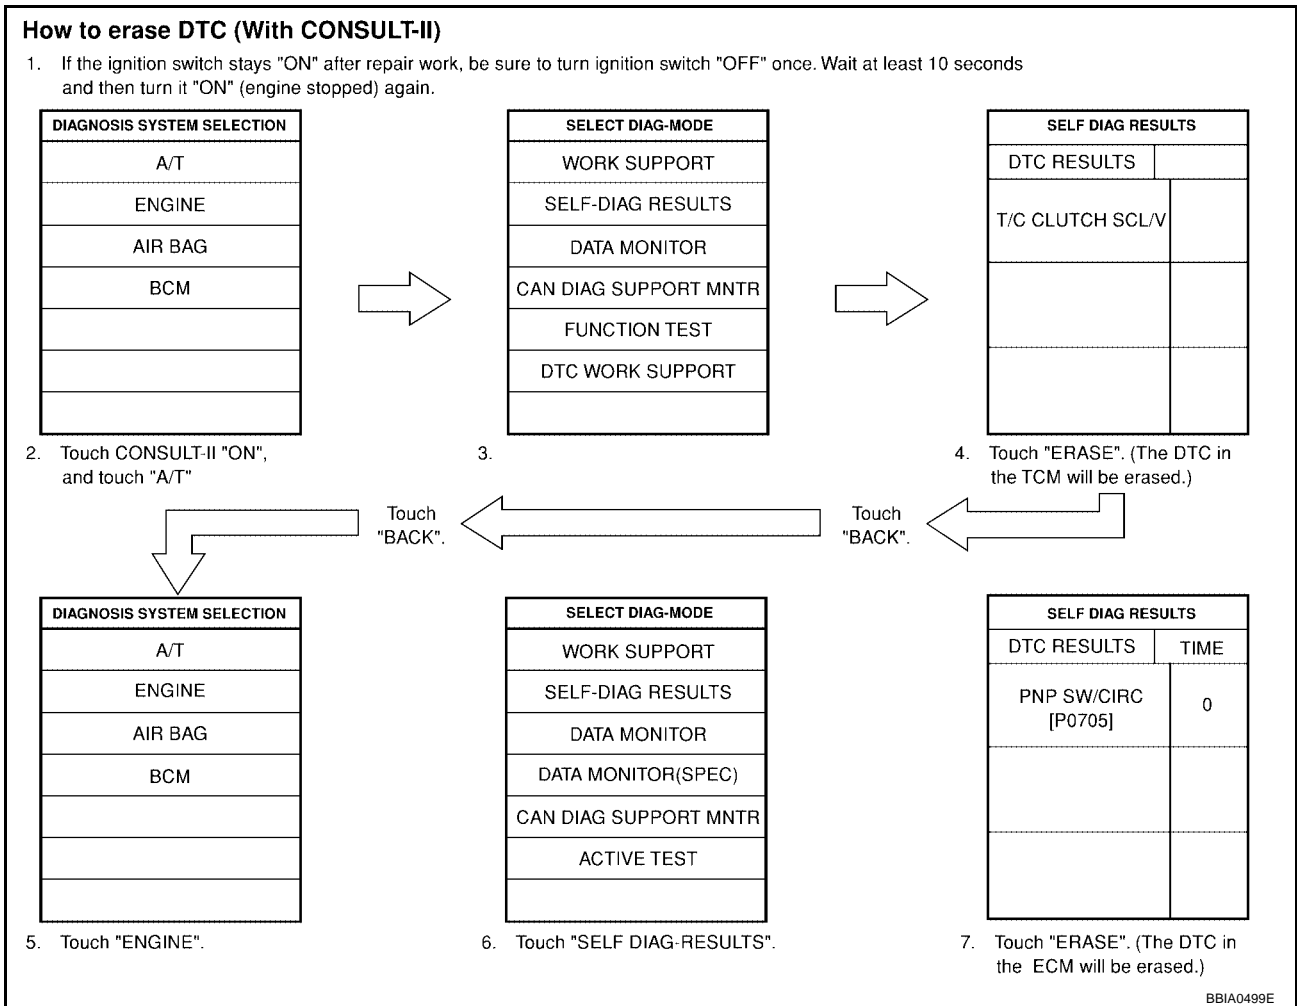 How to erase DTC (With CONSULT-II)
1. If the ignition switch stays "ON" after repair work, be sure to turn ignition switch "OFF" once. Wait at least 10 seconds
and then turn it "ON" (engine stopped) again.
DIAGNOSIS SYSTEM SELECTION
A/T
ENGINE
AIR BAG
BCM
2. Touch CONSULT-II "ON",
and touch "A/T"
SELECT DIAG-MODE
WORK SUPPORT
SELF-DIAG RESULTS
DATA MONITOR
CAN DIAG SUPPORT MNTR
FUNCTION TEST
DTC WORK SUPPORT
3.
SELF DIAG RESULTS
DTC RESULTS
T/C CLUTCH SCL/V
4. Touch "ERASE". (The DTC in
the TCM will be erased.)
Touch
"BACK".
Touch
"BACK".
DIAGNOSIS SYSTEM SELECTION
A/T
ENGINE
AIR BAG
BCM
5. Touch "ENGINE".
SELECT DIAG-MODE
WORK SUPPORT
SELF-DIAG RESULTS
DATA MONITOR
DATA MONITOR(SPEC)
CAN DIAG SUPPORT MNTR
ACTIVE TEST
6. Touch "SELF DIAG-RESULTS".
SELF DIAG RESULTS
DTC RESULTS TIME
PNP SW/CIRC 0
[P0705]
7. Touch "ERASE". (The DTC in
the ECM will be erased.)
BBIA0499E